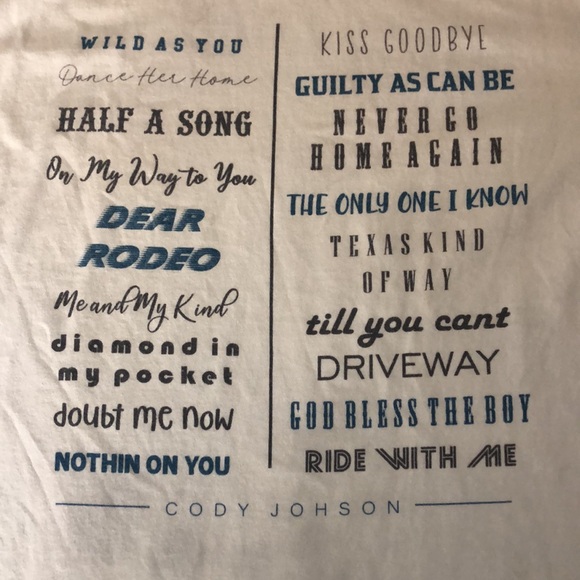 WILD AS YOU
Dance Her Home
HALF A SONG
On My Way to You
DEAR
RODEO
Me and My Kind
diamond in
my pocket
doubt me now
NOTHIN ON YOU
KISS GOODBYE
GUILTY AS CAN BE
NEVER GO
HOME AGAIN
THE ONLY ONE I KNOW
TEXAS KIND
OF WAY
till you cant
DRIVEWAY
GOD BLESS THE BOY
RIDE WITH ME
CODY JOHSON